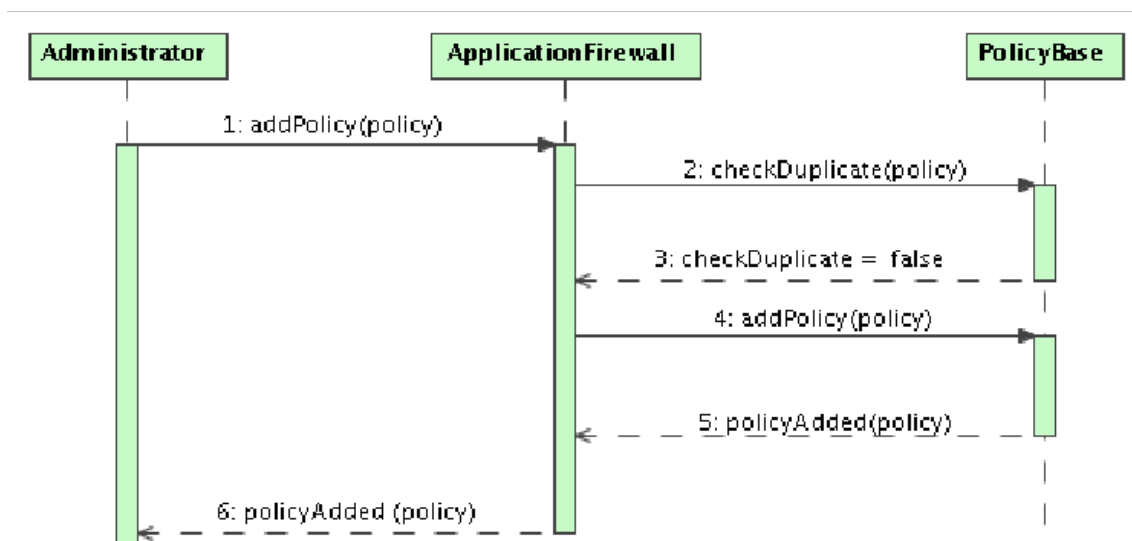 Administrator
ApplicationFirewall
PolicyBase
1: addPolicy(policy)
2: checkDuplicate(policy)
3: checkDuplicate = false
4: addPolicy(policy)
5: policyAdded(policy)
6: policyAdded (policy)